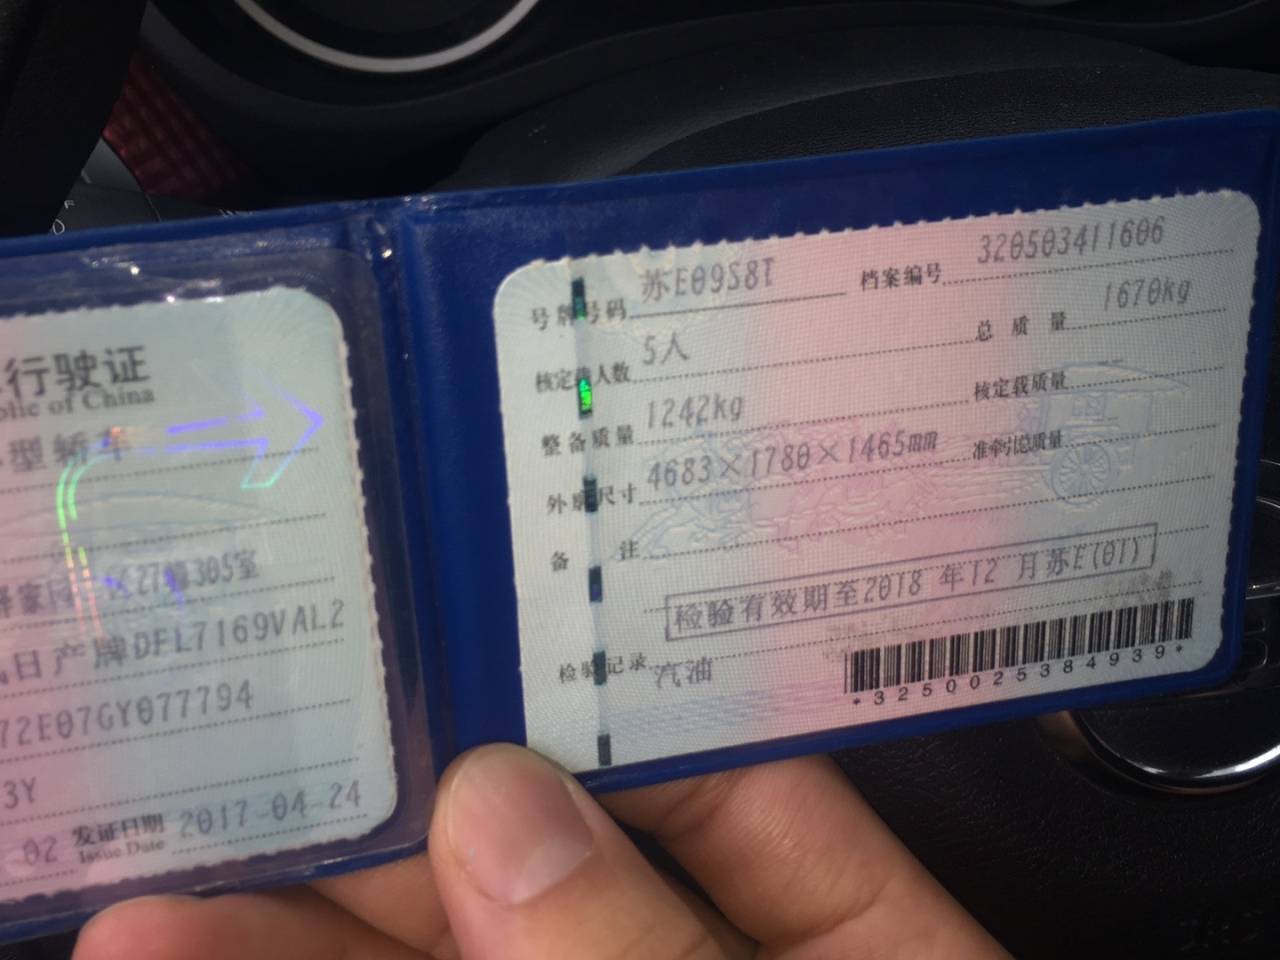 行驶证
blic of China
型轿车
27幢305室
日产牌DFL7169VAL2
72E07GY077794
3Y
02 发证日期 2017-04-24
Issue Date
号牌号码 苏E09S8T 档案编号 320503411606
核定载人数 5人 总质量 1670kg
整备质量 1242kg 核定载质量
外廓尺寸 4683×1780×1465mm 准牵引总质量
备注
检验有效期至2018年12月苏E(01)
检验记录 汽油
*3250025384939*